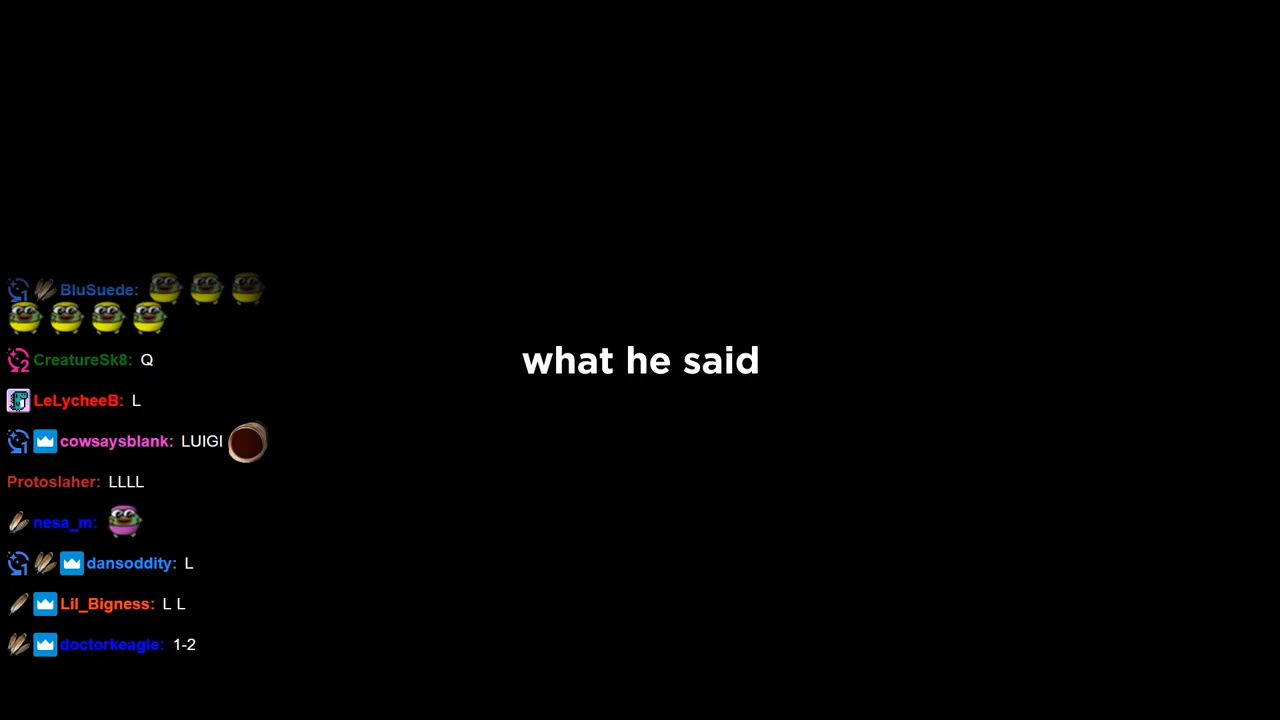 BluSuede:
CreatureSk8: Q
LeLycheeB: L
cowsaysblank: LUIGI
Protoslaher: LLLL
nesa_m:
dansoddity: L
Lil_Bigness: L L
doctorkeagle: 1-2
what he said